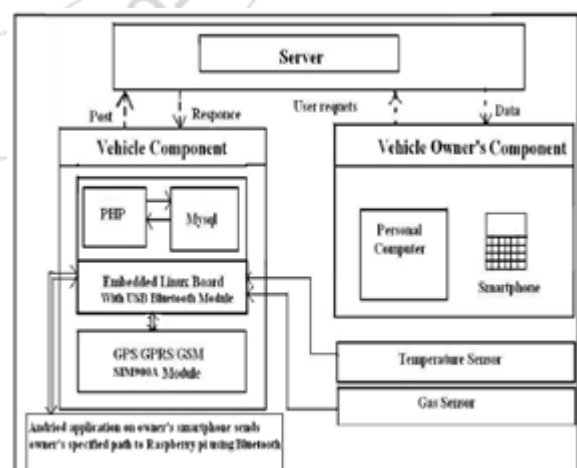 Server
Post
Responce
User requets
Data
Vehicle Component
PHP
Mysql
Embedded Linux Board
With USB Bluetooth Module
GPS GPRS GSM
SIM900A Module
Vehicle Owner's Component
Personal
Computer
Smartphone
Temperature Sensor
Gas Sensor
Andried application on owner's smartphone sends
owner's specified path to Raspberry pi using Bluetooth